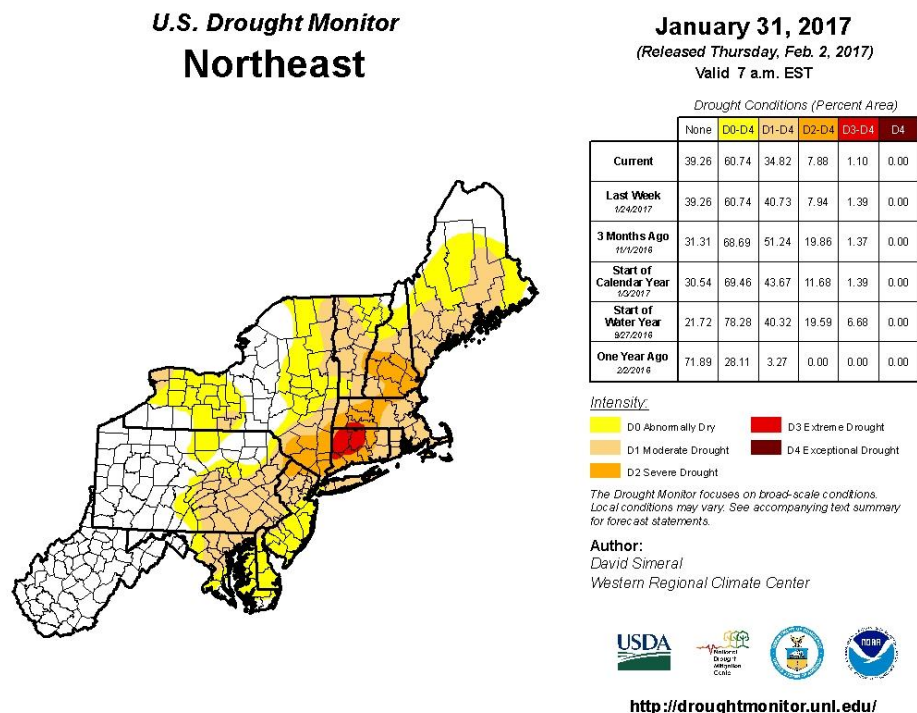 U.S. Drought Monitor
Northeast
January 31, 2017
(Released Thursday, Feb. 2, 2017)
Valid 7 a.m. EST
Drought Conditions (Percent Area)
None D0-D4 D1-D4 D2-D4 D3-D4 D4
Current 39.26 60.74 34.82 7.88 1.10 0.00
Last Week
1/24/2017
39.26 60.74 40.73 7.94 1.39 0.00
3 Months Ago
11/1/2016
31.31 68.69 51.24 19.86 1.37 0.00
Start of
Calendar Year
1/3/2017
30.54 69.46 43.67 11.68 1.39 0.00
Start of
Water Year
9/27/2016
21.72 78.28 40.32 19.59 6.68 0.00
One Year Ago
2/2/2016
71.89 28.11 3.27 0.00 0.00 0.00
Intensity:
D0 Abnormally Dry
D1 Moderate Drought
D2 Severe Drought
D3 Extreme Drought
D4 Exceptional Drought
The Drought Monitor focuses on broad-scale conditions.
Local conditions may vary. See accompanying text summary
for forecast statements.
Author:
David Simeral
Western Regional Climate Center
USDA
National
Drought
Mitigation
Center
NOAA
http://droughtmonitor.unl.edu/